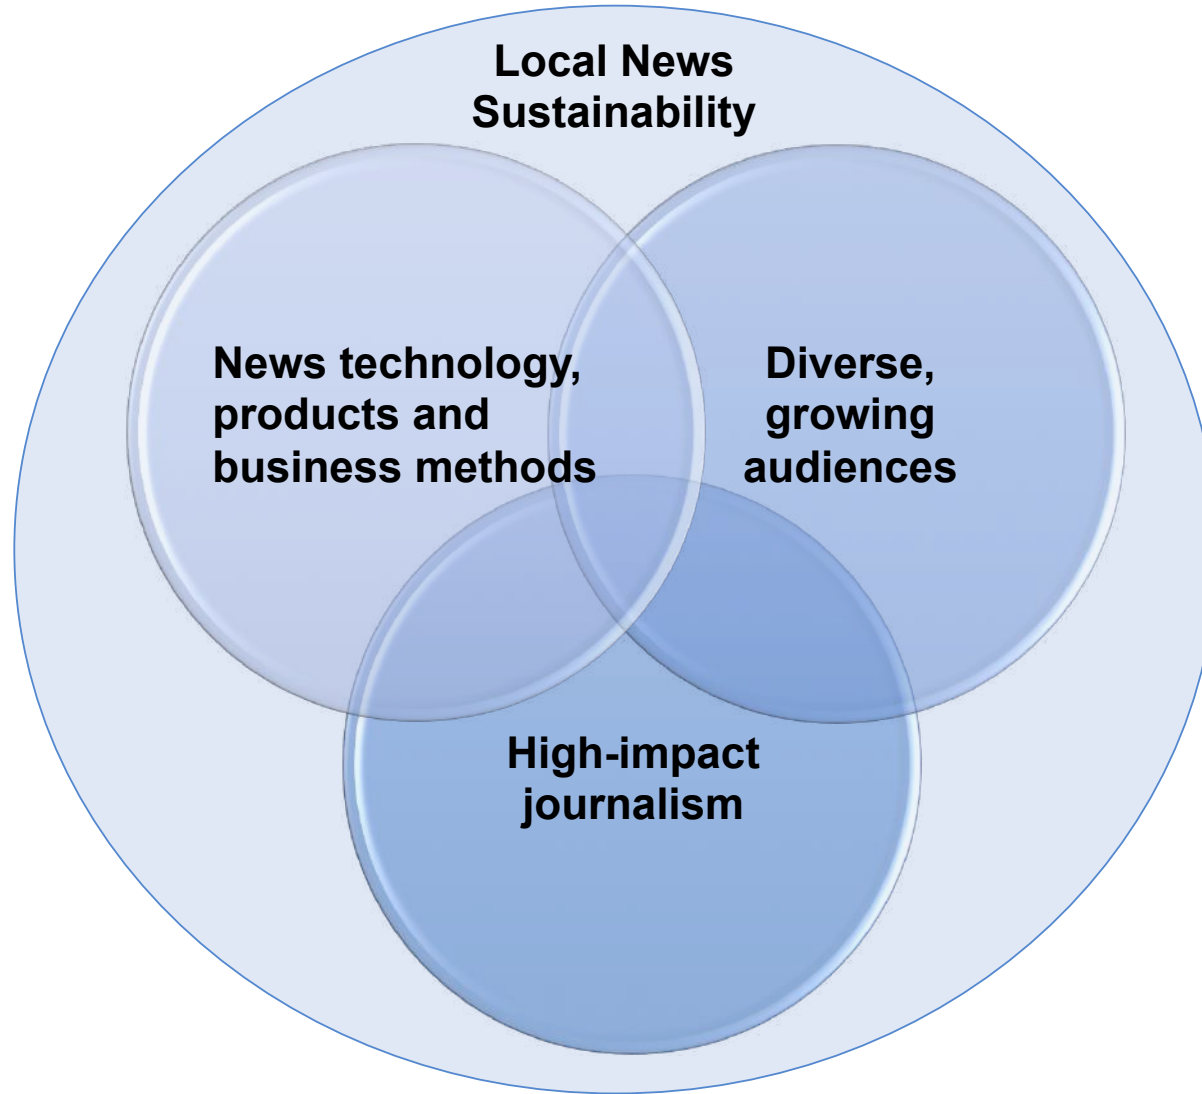 Local News
Sustainability
News technology,
products and
business methods
Diverse,
growing
audiences
High-impact
journalism